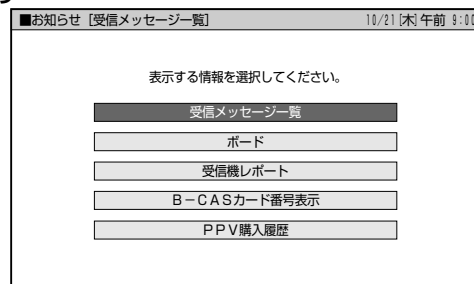 ■お知らせ［受信メッセージ一覧］ 10/21[木]午前 9:00
表示する情報を選択してください。
受信メッセージ一覧
ボード
受信機レポート
Ｂ－ＣＡＳカード番号表示
ＰＰＶ購入履歴